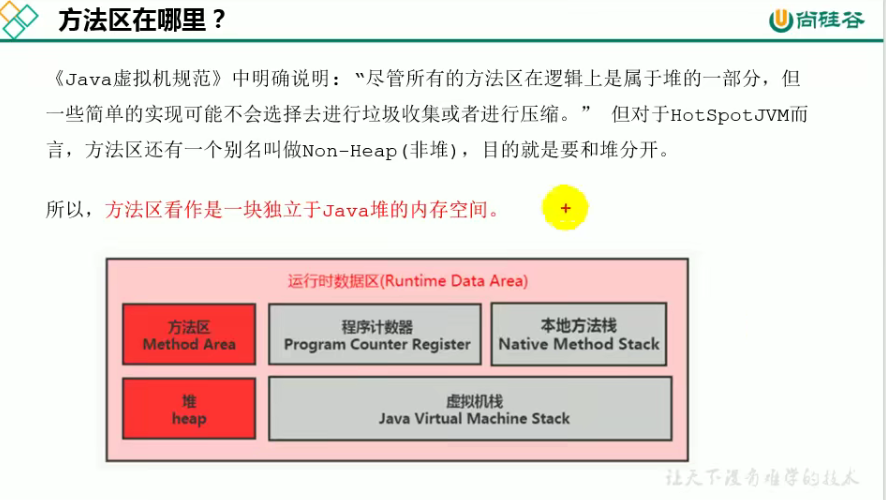 方法区在哪里？
尚硅谷
《Java虚拟机规范》中明确说明：“尽管所有的方法区在逻辑上是属于堆的一部分，但
一些简单的实现可能不会选择去进行垃圾收集或者进行压缩。” 但对于HotSpotJVM而
言，方法区还有一个别名叫做Non-Heap(非堆)，目的就是要和堆分开。
所以，方法区看作是一块独立于Java堆的内存空间。
运行时数据区(Runtime Data Area)
方法区
Method Area
程序计数器
Program Counter Register
本地方法栈
Native Method Stack
堆
heap
虚拟机栈
Java Virtual Machine Stack
让天下没有难学的技术